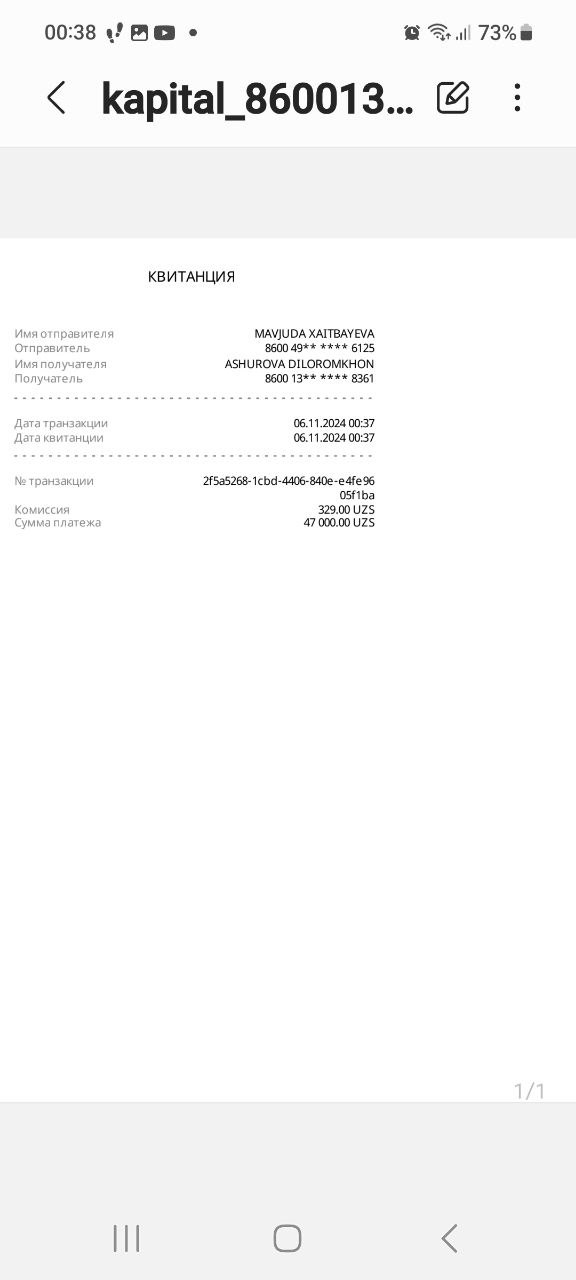 00:38
73%
kapital_860013...
КВИТАНЦИЯ
Имя отправителя MAVJUDA XAITBAYEVA
Отправитель 8600 49** **** 6125
Имя получателя ASHUROVA DILOROMKHON
Получатель 8600 13** **** 8361
Дата транзакции 06.11.2024 00:37
Дата квитанции 06.11.2024 00:37
№ транзакции 2f5a5268-1cbd-4406-840e-e4fe96
05f1ba
Комиссия 329.00 UZS
Сумма платежа 47 000.00 UZS
1/1